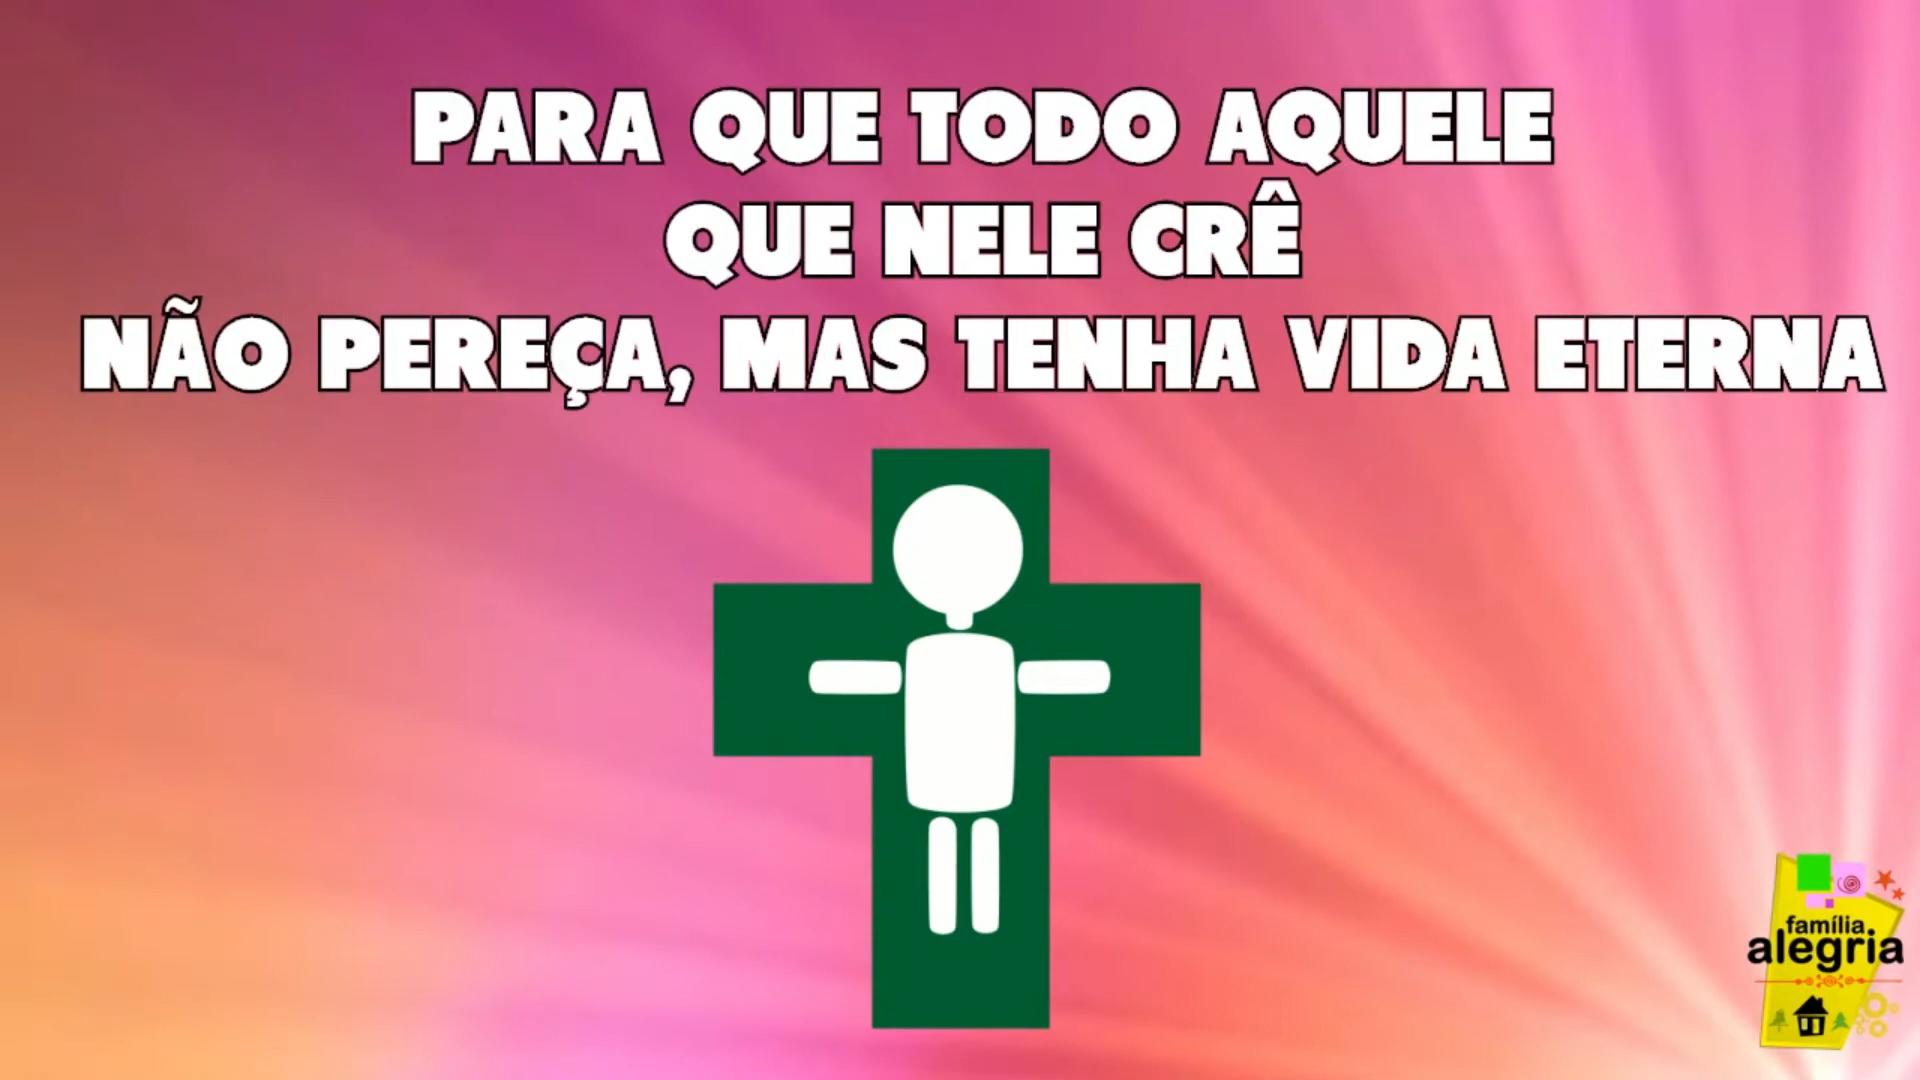 PARA QUE TODO AQUELE
QUE NELE CRÊ
NÃO PEREÇA, MAS TENHA VIDA ETERNA
família
alegria